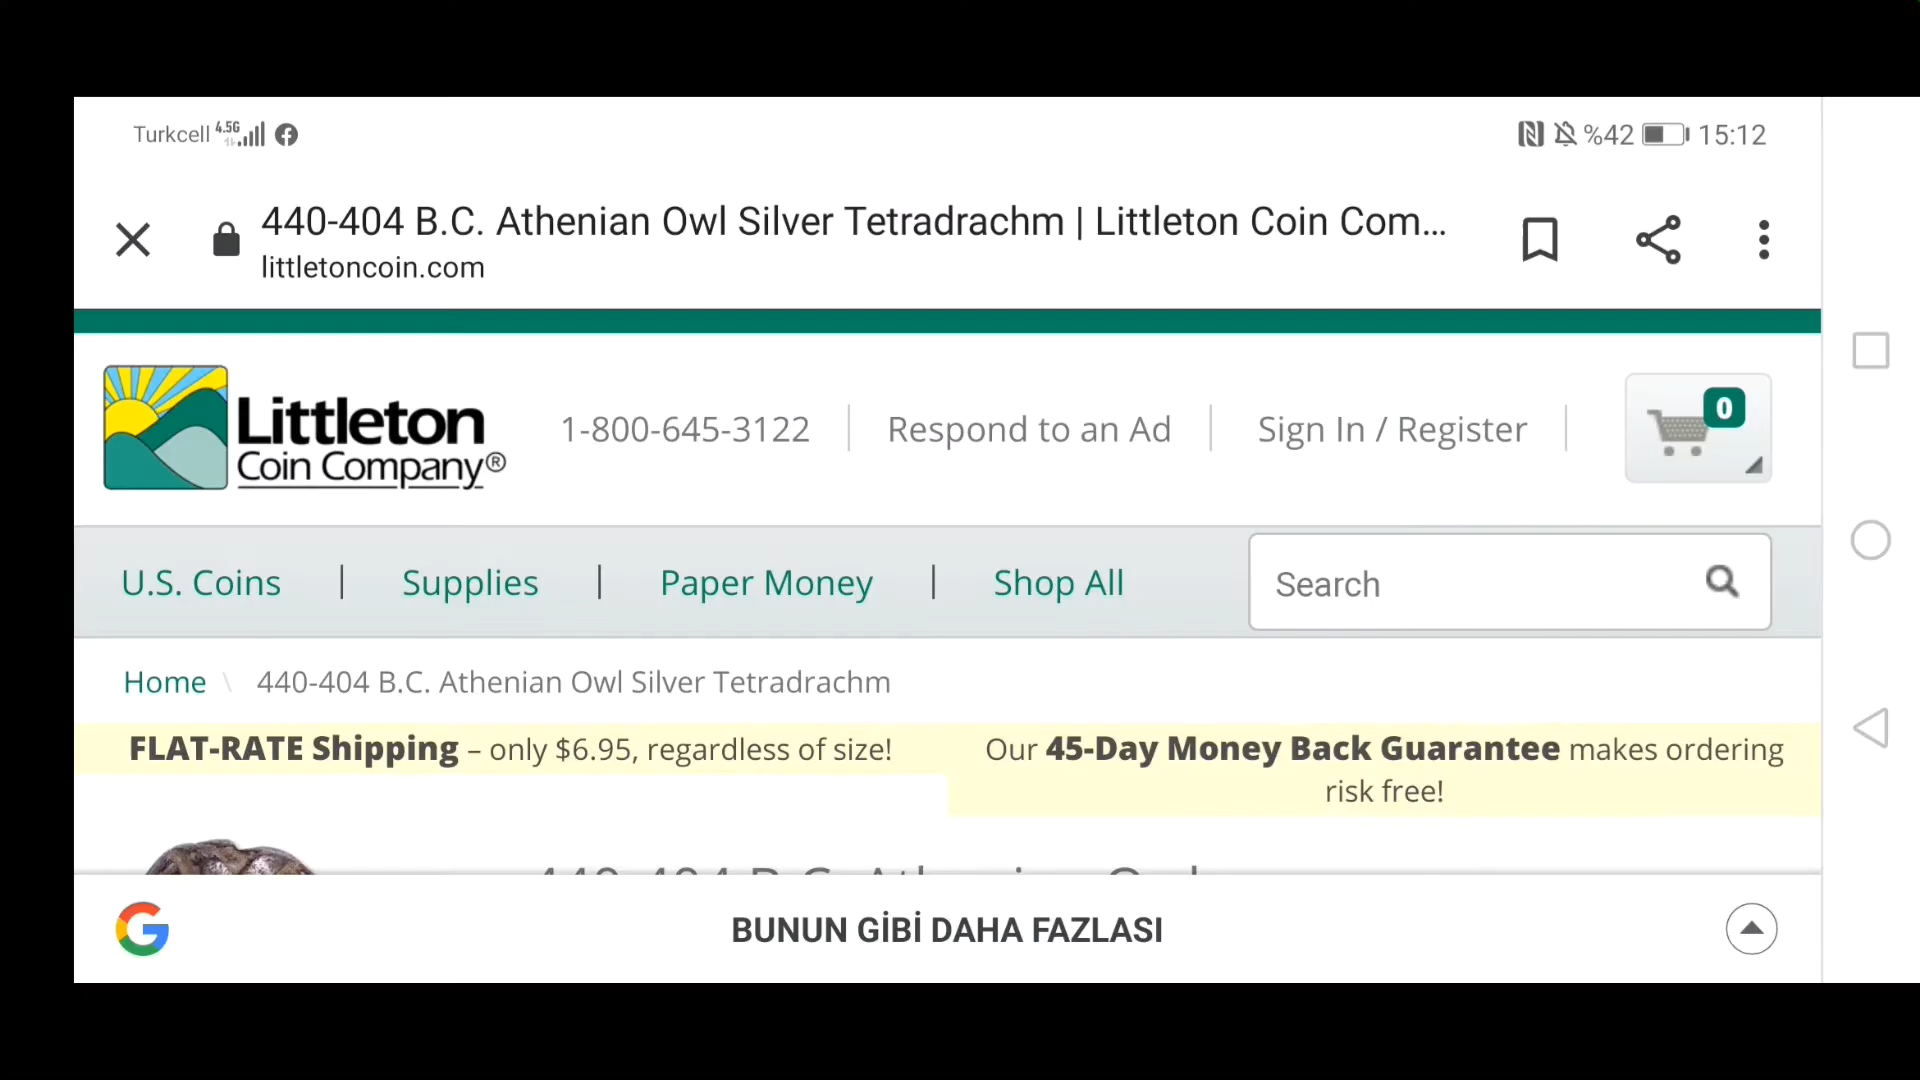 Turkcell 4.5G %42 15:12
440-404 B.C. Athenian Owl Silver Tetradrachm | Littleton Coin Com...
littletoncoin.com
Littleton
Coin Company®
1-800-645-3122 Respond to an Ad Sign In / Register 0
U.S. Coins | Supplies | Paper Money | Shop All Search
Home \ 440-404 B.C. Athenian Owl Silver Tetradrachm
FLAT-RATE Shipping – only $6.95, regardless of size!
Our 45-Day Money Back Guarantee makes ordering
risk free!
BUNUN GİBİ DAHA FAZLASI